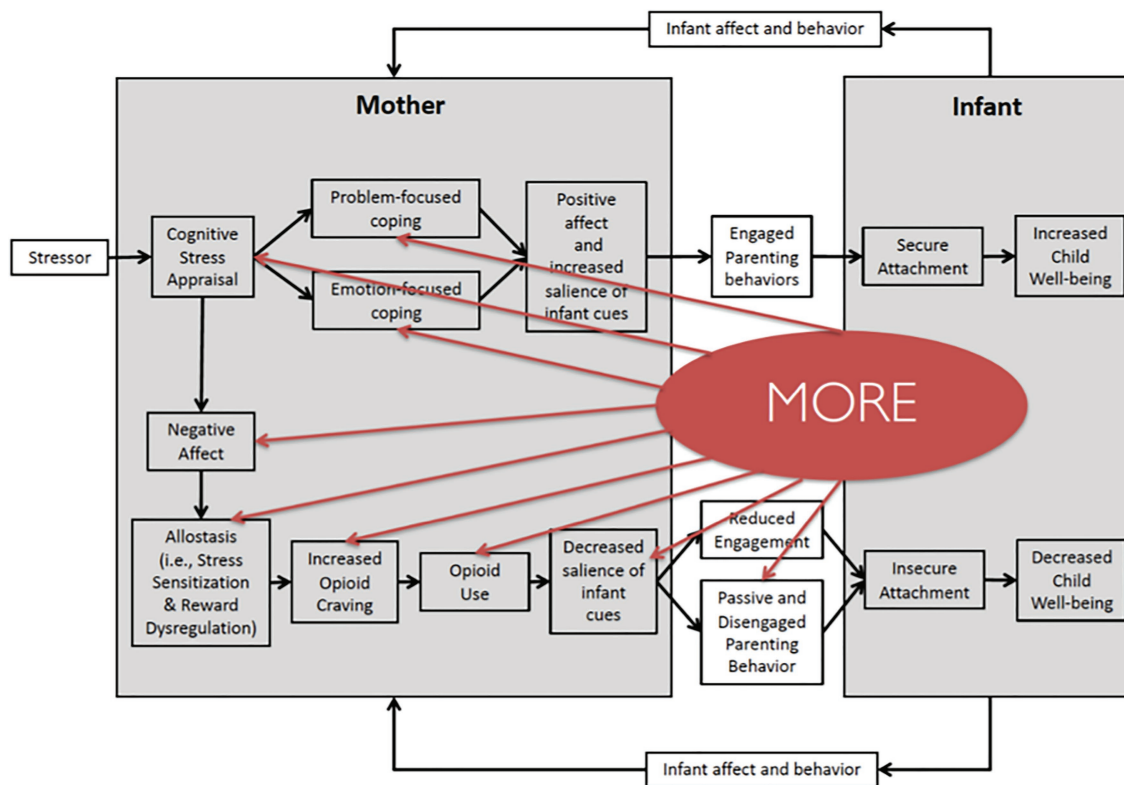 Infant affect and behavior
Mother
Infant
Stressor
Cognitive
Stress
Appraisal
Problem-focused
coping
Emotion-focused
coping
Positive
affect
and
increased
salience of
infant cues
Engaged
Parenting
behaviors
Secure
Attachment
Increased
Child
Well-being
MORE
Negative
Affect
Allostasis
(i.e., Stress
Sensitization
& Reward
Dysregulation)
Increased
Opioid
Craving
Opioid
Use
Decreased
salience of
infant
cues
Reduced
Engagement
Passive and
Disengaged
Parenting
Behavior
Insecure
Attachment
Decreased
Child
Well-being
Infant affect and behavior